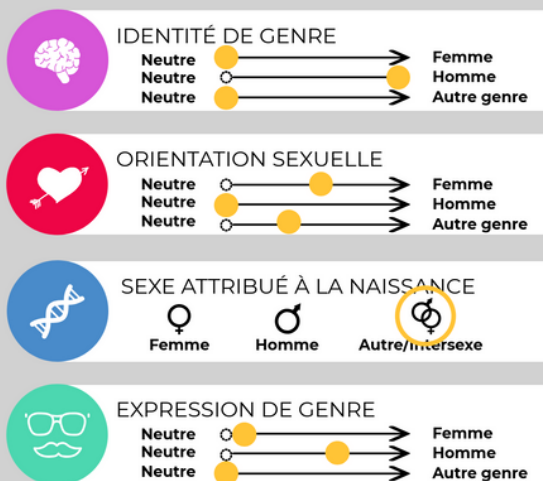 IDENTITÉ DE GENRE
Neutre Femme
Neutre Homme
Neutre Autre genre
ORIENTATION SEXUELLE
Neutre Femme
Neutre Homme
Neutre Autre genre
SEXE ATTRIBUÉ À LA NAISSANCE
Femme Homme Autre/Intersexe
EXPRESSION DE GENRE
Neutre Femme
Neutre Homme
Neutre Autre genre